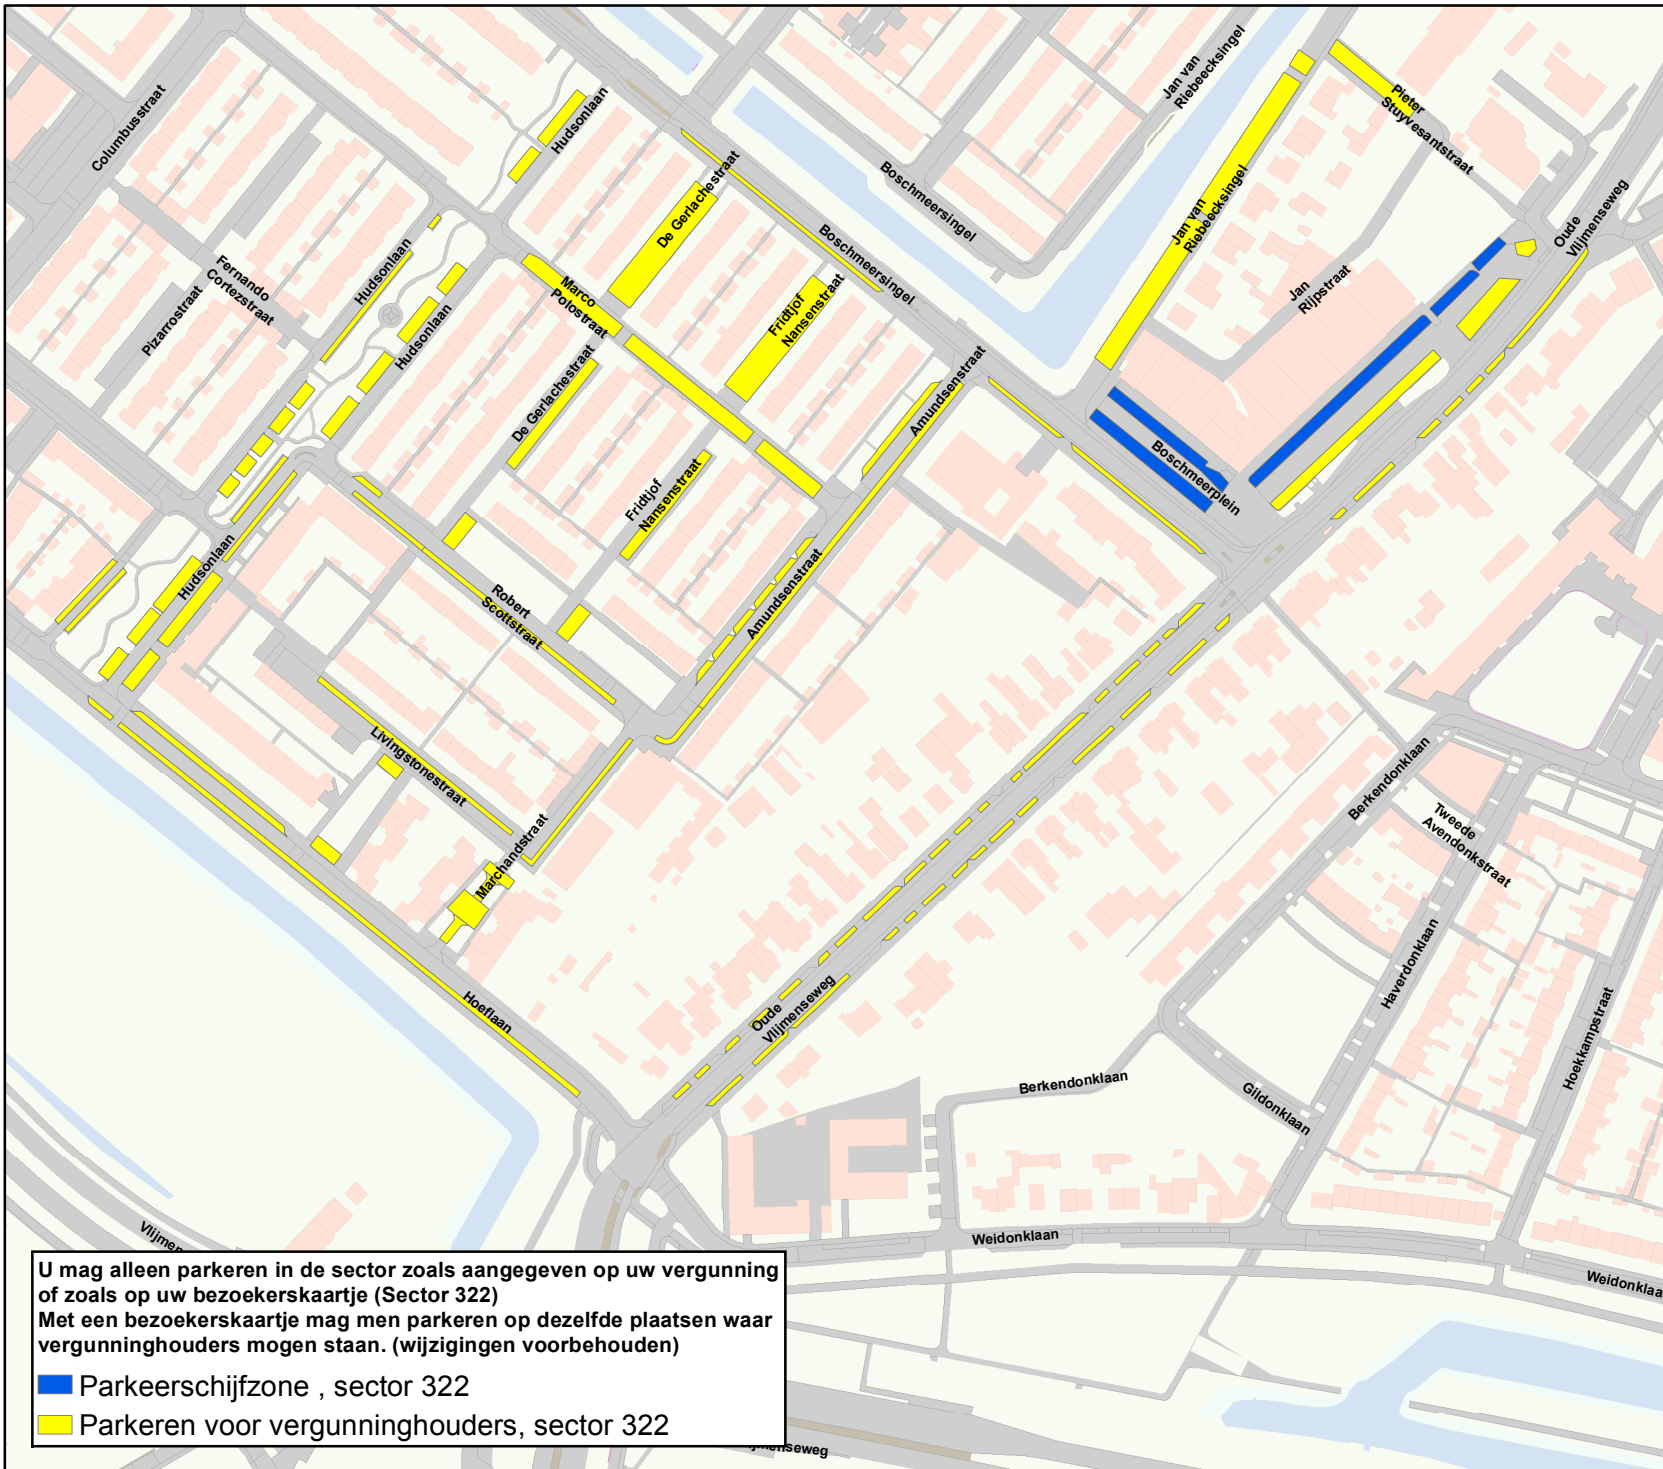 Jan van
Riebeecksingel
Columbusstraat
Hudsonlaan
Pieter
Stuyvesantstraat
De Gerlachestraat
Boschmeersingel
Boschmeersingel
Jan van
Riebeecksingel
Oude
Vlijmenseweg
Fernando
Cortezstraat
Hudsonlaan
Pizarrostraat
Hudsonlaan
Marco
Polostraat
Fridtjof
Nansenstraat
Jan
Rijpstraat
De Gerlachestraat
Amundsenstraat
Boschmeerplein
Fridtjof
Nansenstraat
Hudsonlaan
Robert
Scottstraat
Amundsenstraat
Livingstonestraat
Marchandstraat
Berkendonklaan
Tweede
Avendonkstraat
Haverdonklaan
Hoeflaan
Oude
Vlijmenseweg
Hoekkampstraat
Berkendonklaan
Gildonklaan
Weidonklaan
Weidonklaa
Vlijmen
U mag alleen parkeren in de sector zoals aangegeven op uw vergunning
of zoals op uw bezoekerskaartje (Sector 322)
Met een bezoekerskaartje mag men parkeren op dezelfde plaatsen waar
vergunninghouders mogen staan. (wijzigingen voorbehouden)
Parkeerschijfzone , sector 322
Parkeren voor vergunninghouders, sector 322